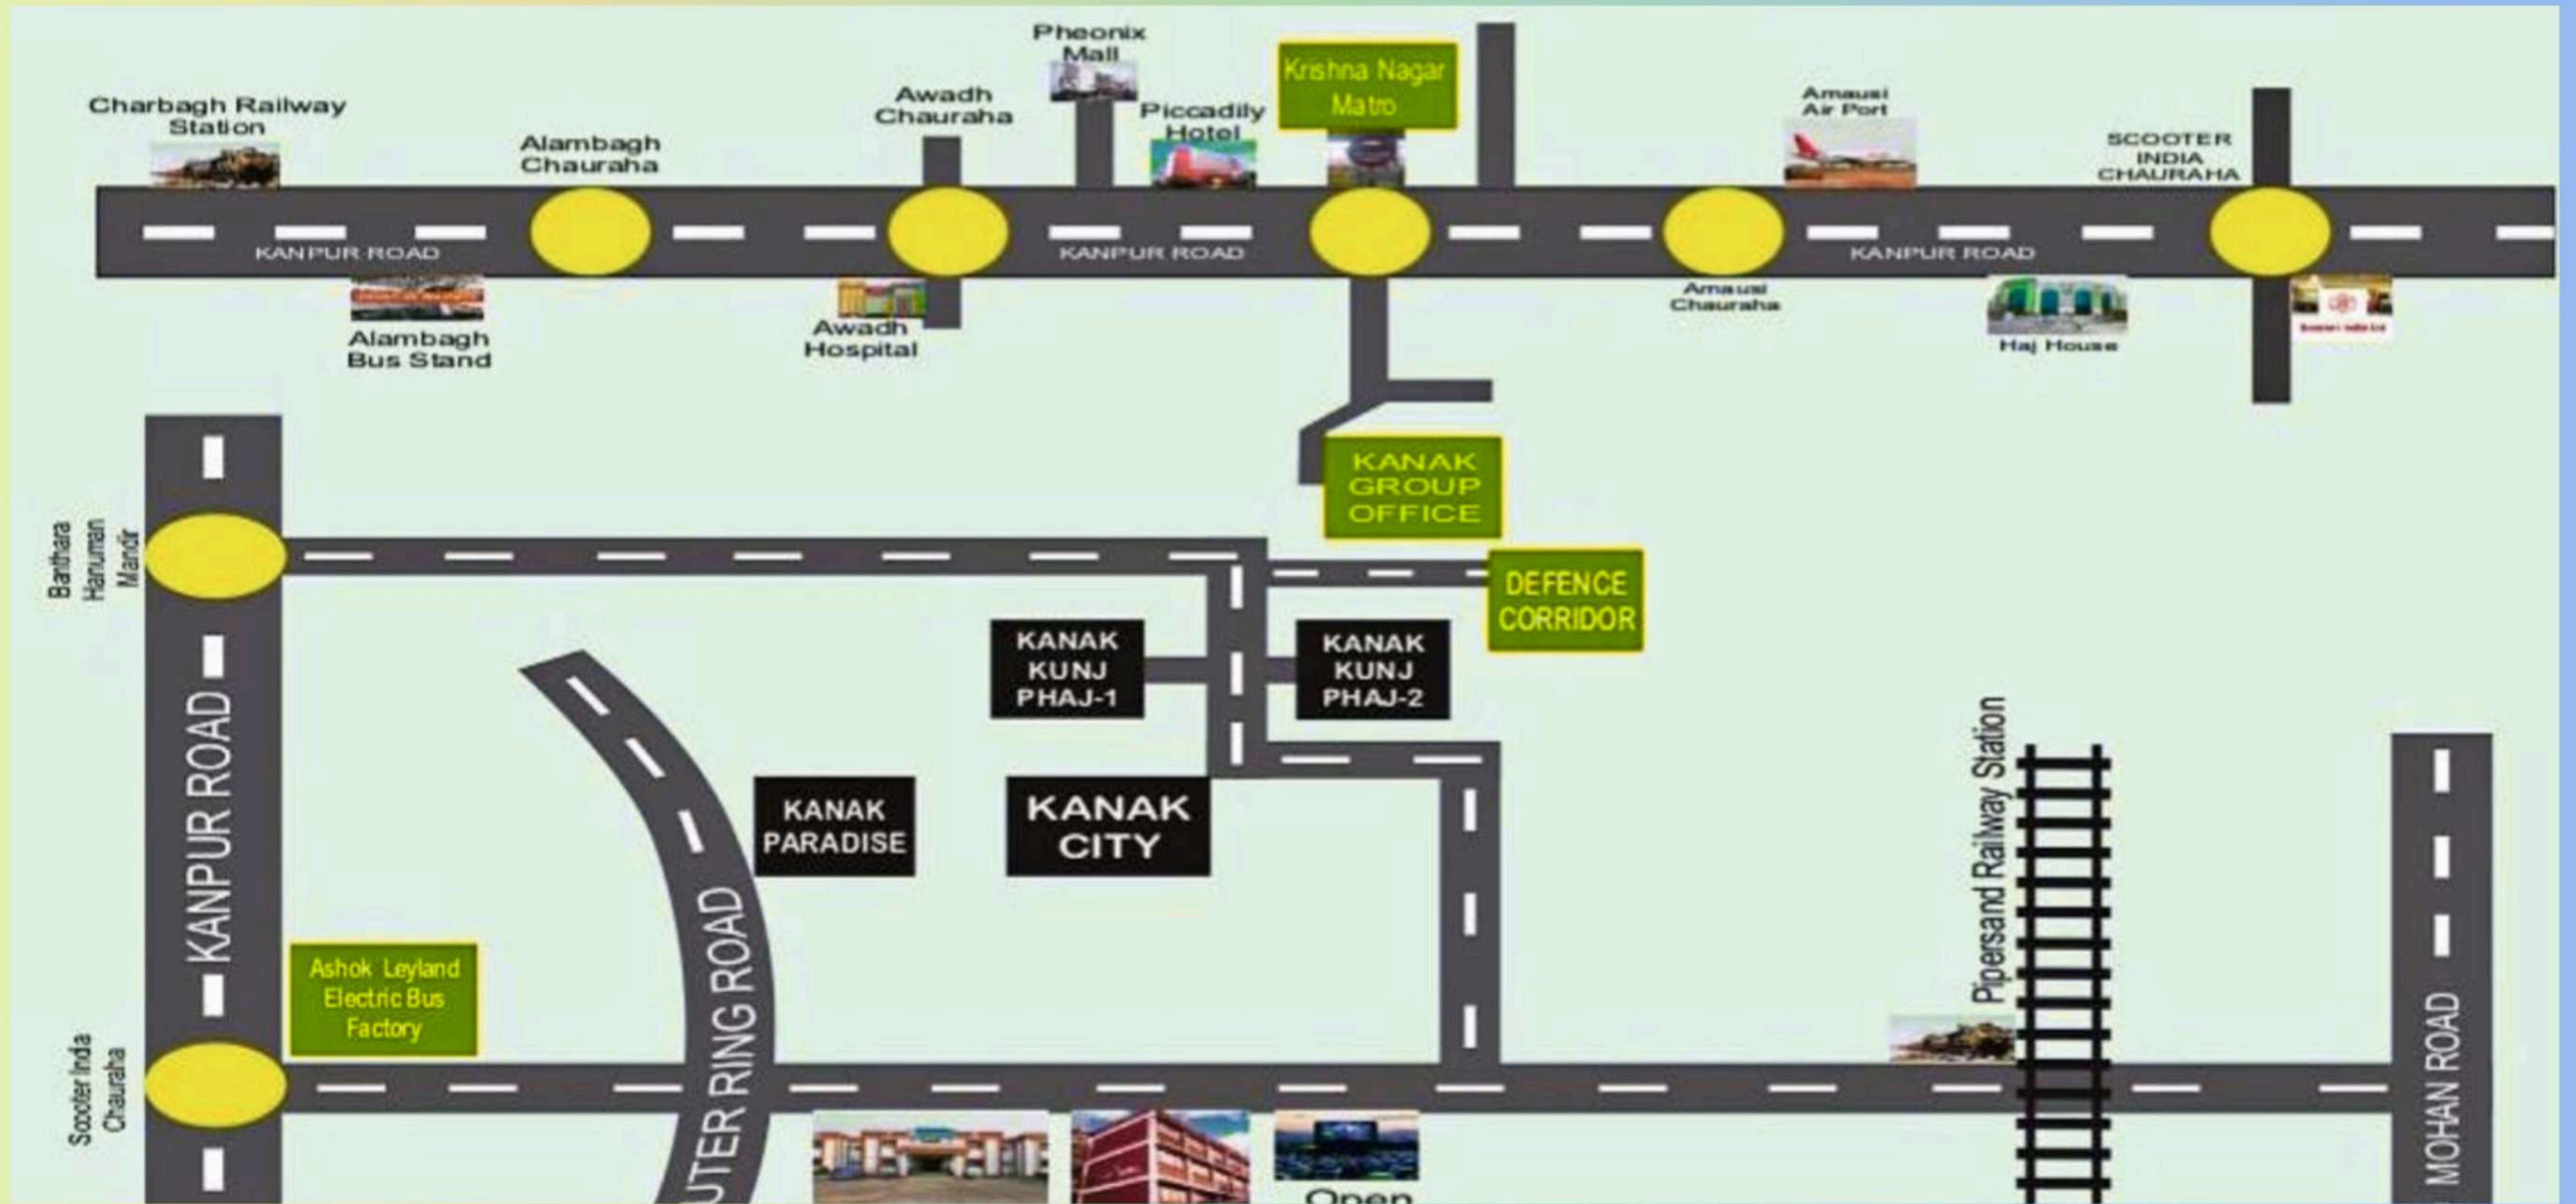 Pheonix
Mall
Krishna Nagar
Matro
Charbagh Railway
Station
Alambagh
Chauraha
Awadh
Chauraha
Piccadily
Hotel
Amausi
Air Port
SCOOTER
INDIA
CHAURAHA
KANPUR ROAD
KANPUR ROAD
KANPUR ROAD
Alambagh
Bus Stand
Awadh
Hospital
Amausi
Chauraha
Haj House
KANAK
GROUP
OFFICE
Banthara
Hanuman
Mandir
DEFENCE
CORRIDOR
KANAK
KUNJ
PHAJ-1
KANAK
KUNJ
PHAJ-2
KANPUR ROAD
KANAK
PARADISE
KANAK
CITY
Pipersand Railway Station
Ashok Leyland
Electric Bus
Factory
UTER RING ROAD
MOHAN ROAD
Scooter Inda
Chauraha
Open